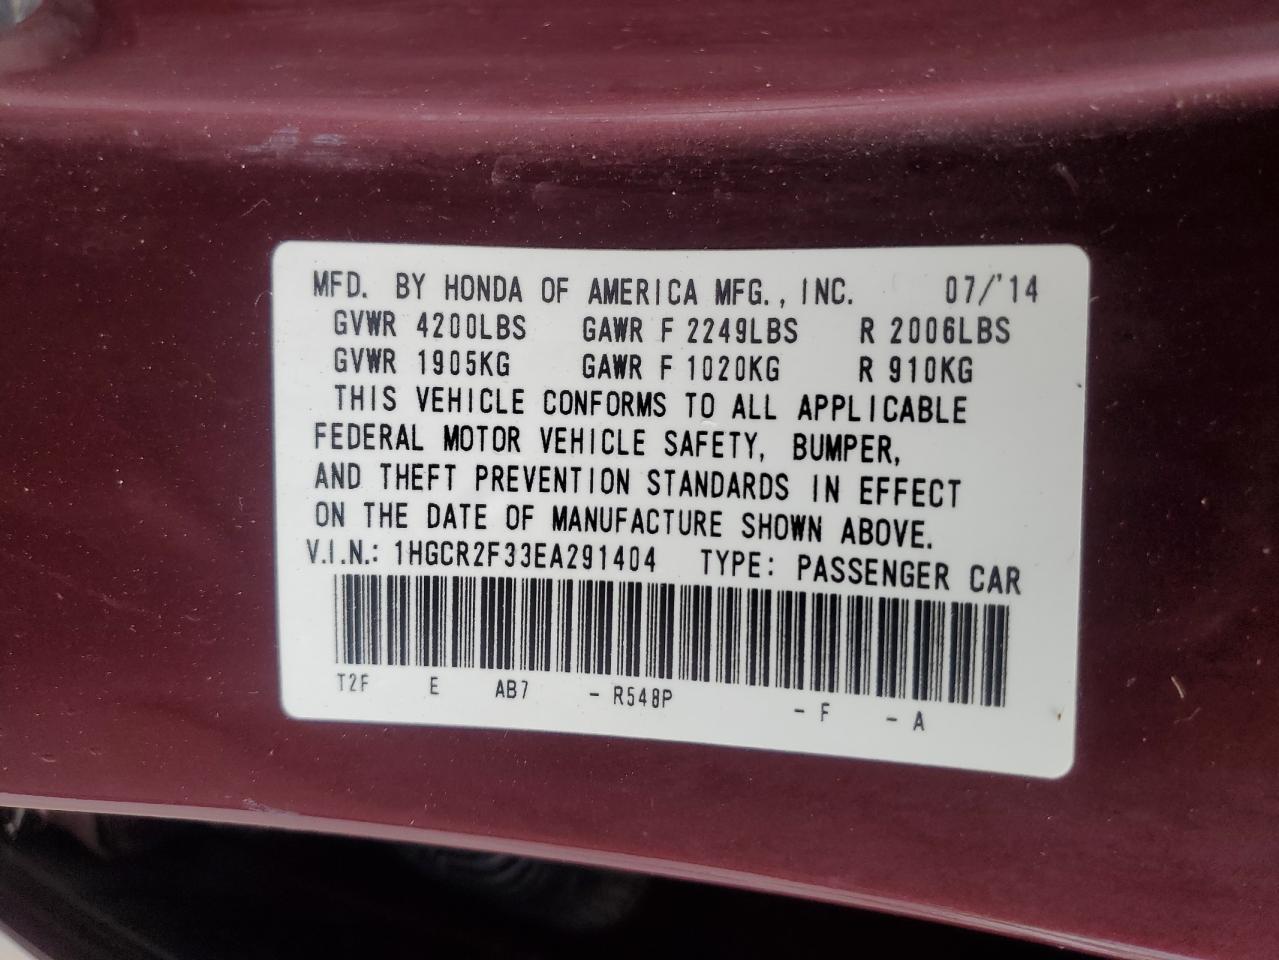 MFD. BY HONDA OF AMERICA MFG., INC. 07/'14
GVWR 4200LBS GAWR F 2249LBS R 2006LBS
GVWR 1905KG GAWR F 1020KG R 910KG
THIS VEHICLE CONFORMS TO ALL APPLICABLE
FEDERAL MOTOR VEHICLE SAFETY, BUMPER,
AND THEFT PREVENTION STANDARDS IN EFFECT
ON THE DATE OF MANUFACTURE SHOWN ABOVE.
V.I.N.: 1HGCR2F33EA291404 TYPE: PASSENGER CAR
T2F E AB7 - R548P - F - A